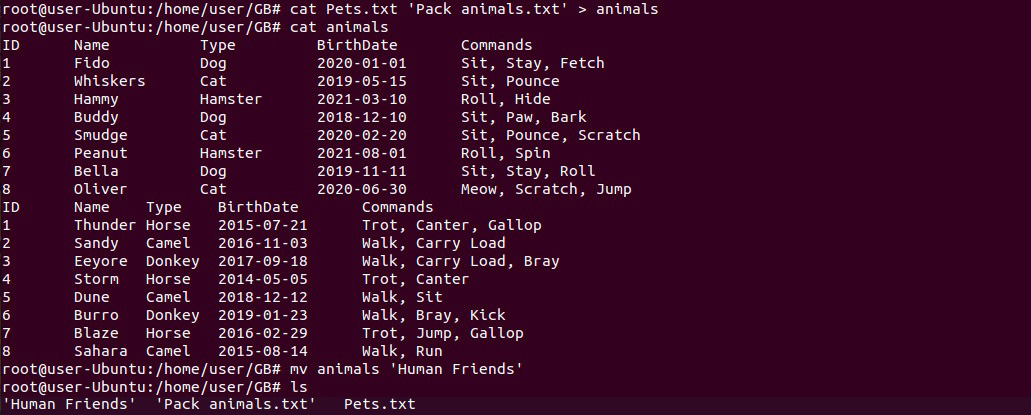 root@user-Ubuntu:/home/user/GB# cat Pets.txt 'Pack animals.txt' > animals
root@user-Ubuntu:/home/user/GB# cat animals
ID      Name          Type         BirthDate       Commands
1       Fido          Dog          2020-01-01      Sit, Stay, Fetch
2       Whiskers      Cat          2019-05-15      Sit, Pounce
3       Hammy         Hamster      2021-03-10      Roll, Hide
4       Buddy         Dog          2018-12-10      Sit, Paw, Bark
5       Smudge        Cat          2020-02-20      Sit, Pounce, Scratch
6       Peanut        Hamster      2021-08-01      Roll, Spin
7       Bella         Dog          2019-11-11      Sit, Stay, Roll
8       Oliver        Cat          2020-06-30      Meow, Scratch, Jump
ID      Name    Type    BirthDate       Commands
1       Thunder Horse   2015-07-21      Trot, Canter, Gallop
2       Sandy   Camel   2016-11-03      Walk, Carry Load
3       Eeyore  Donkey  2017-09-18      Walk, Carry Load, Bray
4       Storm   Horse   2014-05-05      Trot, Canter
5       Dune    Camel   2018-12-12      Walk, Sit
6       Burro   Donkey  2019-01-23      Walk, Bray, Kick
7       Blaze   Horse   2016-02-29      Trot, Jump, Gallop
8       Sahara  Camel   2015-08-14      Walk, Run
root@user-Ubuntu:/home/user/GB# mv animals 'Human Friends'
root@user-Ubuntu:/home/user/GB# ls
'Human Friends'  'Pack animals.txt'   Pets.txt